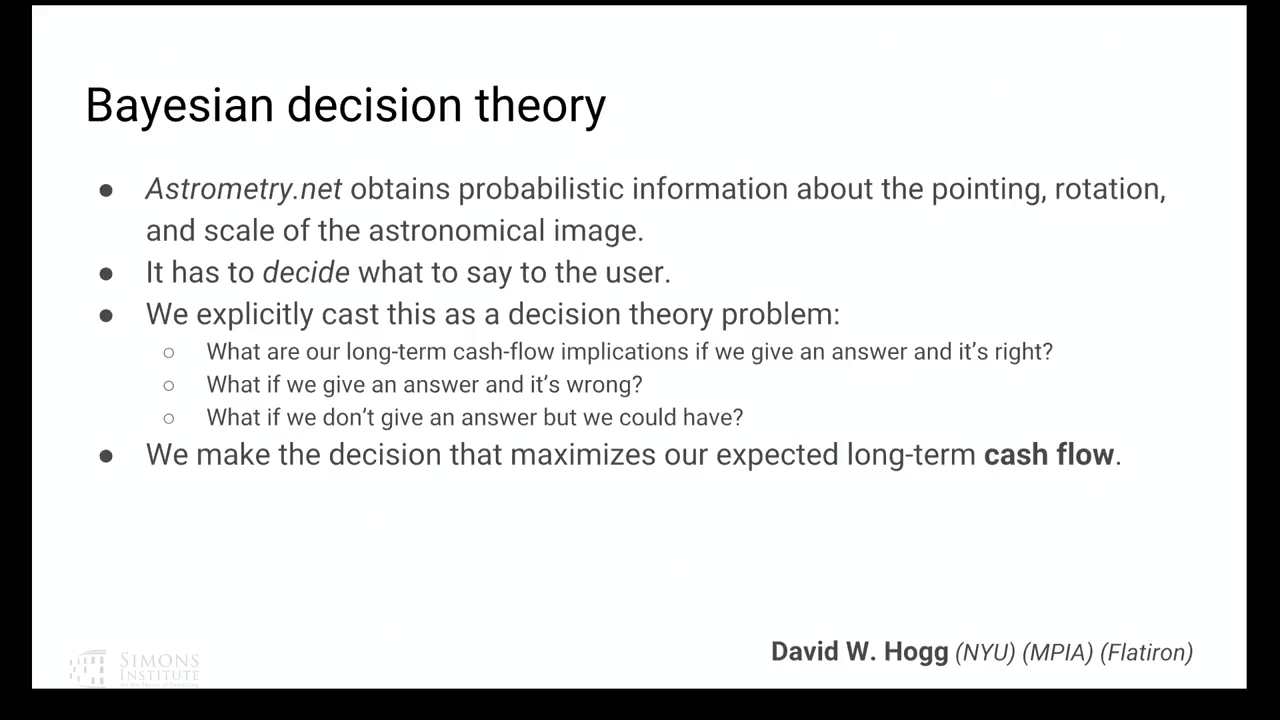 Bayesian decision theory
● Astrometry.net obtains probabilistic information about the pointing, rotation,
and scale of the astronomical image.
● It has to decide what to say to the user.
● We explicitly cast this as a decision theory problem:
○ What are our long-term cash-flow implications if we give an answer and it's right?
○ What if we give an answer and it's wrong?
○ What if we don't give an answer but we could have?
● We make the decision that maximizes our expected long-term cash flow.
David W. Hogg (NYU) (MPIA) (Flatiron)
SIMONS
INSTITUTE